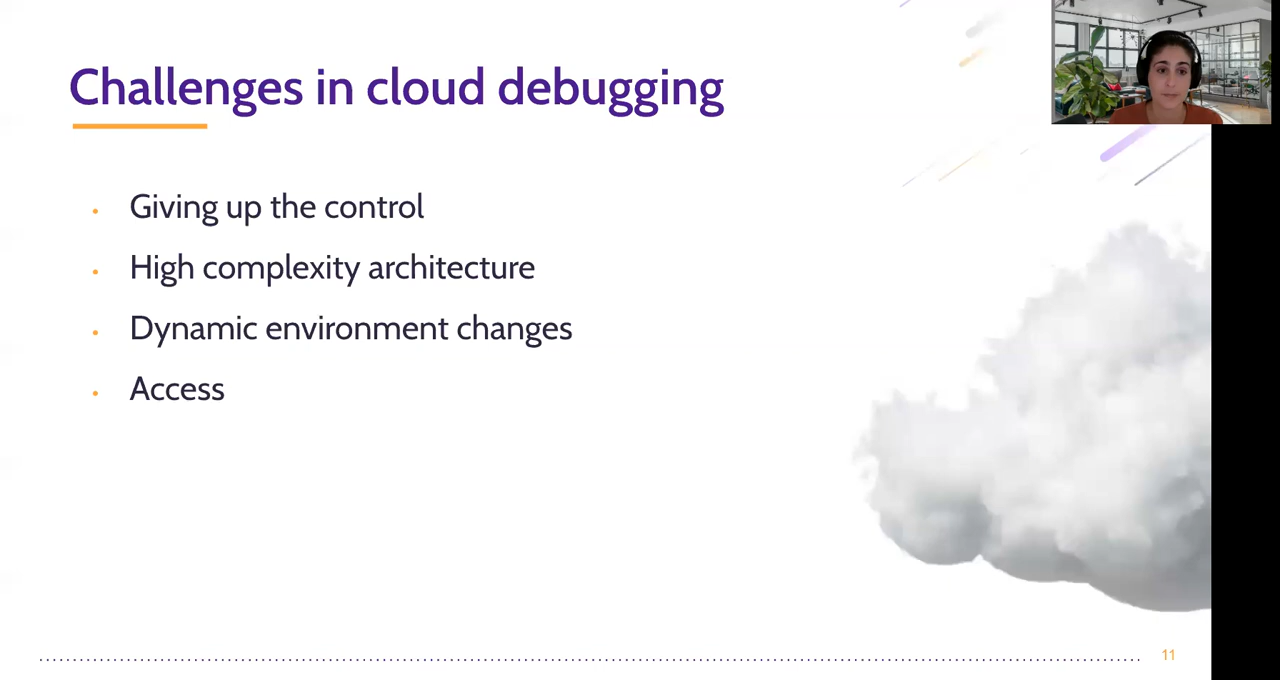 Challenges in cloud debugging
• Giving up the control
• High complexity architecture
• Dynamic environment changes
• Access
11